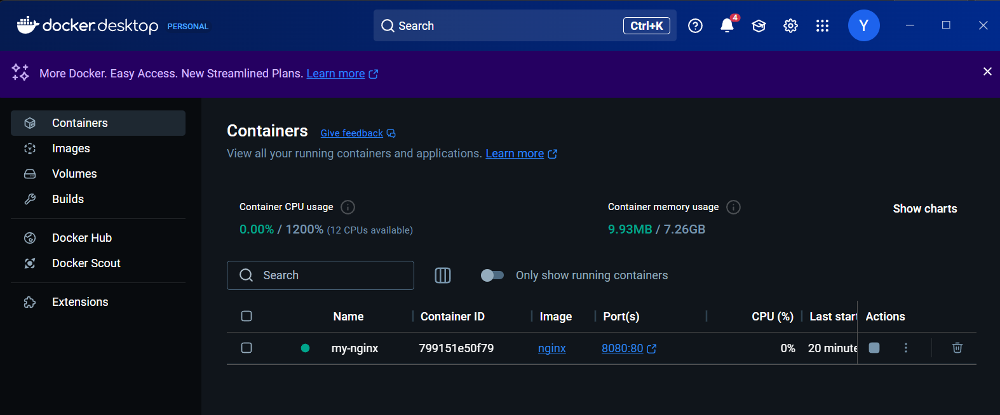 docker.desktop PERSONAL
Search Ctrl+K
4
Y
More Docker. Easy Access. New Streamlined Plans. Learn more
Containers
Images
Volumes
Builds
Docker Hub
Docker Scout
Extensions
Containers Give feedback
View all your running containers and applications. Learn more
Container CPU usage
0.00% / 1200% (12 CPUs available)
Container memory usage
9.93MB / 7.26GB
Show charts
Search
Only show running containers
Name Container ID Image Port(s) CPU (%) Last start Actions
my-nginx 799151e50f79 nginx 8080:80 0% 20 minute